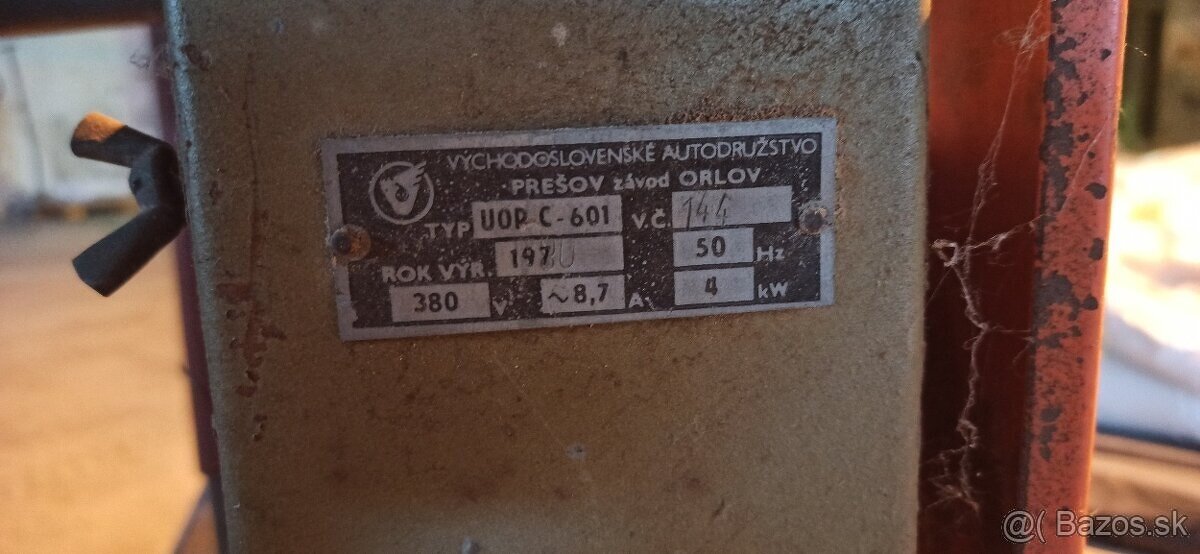 VÝCHODOSLOVENSKÉ AUTODRUŽSTVO
PREŠOV závod ORLOV
TYP UOP C-601 V.Č. 144
ROK VÝR. 1980 50 Hz
380 V ~8,7 A 4 kW
@( Bazos.sk